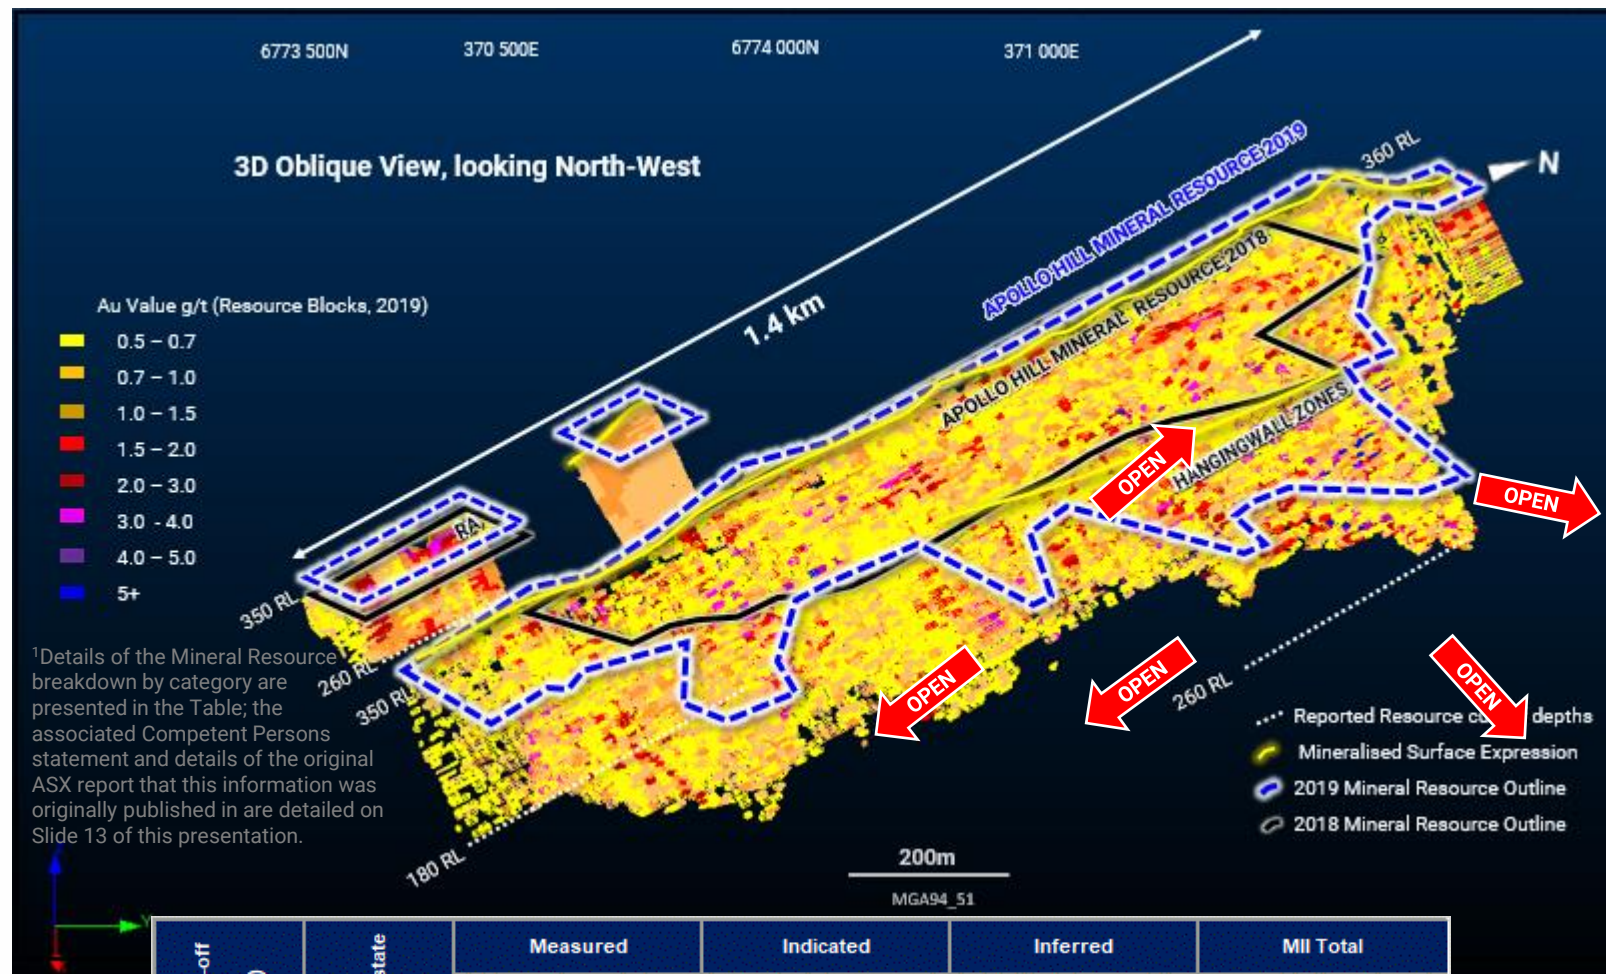 6773 500N
370 500E
6774 000N
371 000E
3D Oblique View, looking North-West
1.4 km
APOLLO HILL MINERAL RESOURCE 2019
360 RL
N
APOLLO HILL MINERAL RESOURCE 2018
HANGINGWALL ZONES
OPEN
OPEN
OPEN
OPEN
OPEN
Au Value g/t (Resource Blocks, 2019)
0.5 – 0.7
0.7 – 1.0
1.0 – 1.5
1.5 – 2.0
2.0 – 3.0
3.0 - 4.0
4.0 – 5.0
5+
RA
350 RL
260 RL
350 RL
180 RL
260 RL
¹Details of the Mineral Resource
breakdown by category are
presented in the Table; the
associated Competent Persons
statement and details of the original
ASX report that this information was
originally published in are detailed on
Slide 13 of this presentation.
Reported Resource depths
Mineralised Surface Expression
2019 Mineral Resource Outline
2018 Mineral Resource Outline
200m
MGA94_51
Y
-off
state
Measured
Indicated
Inferred
MII Total